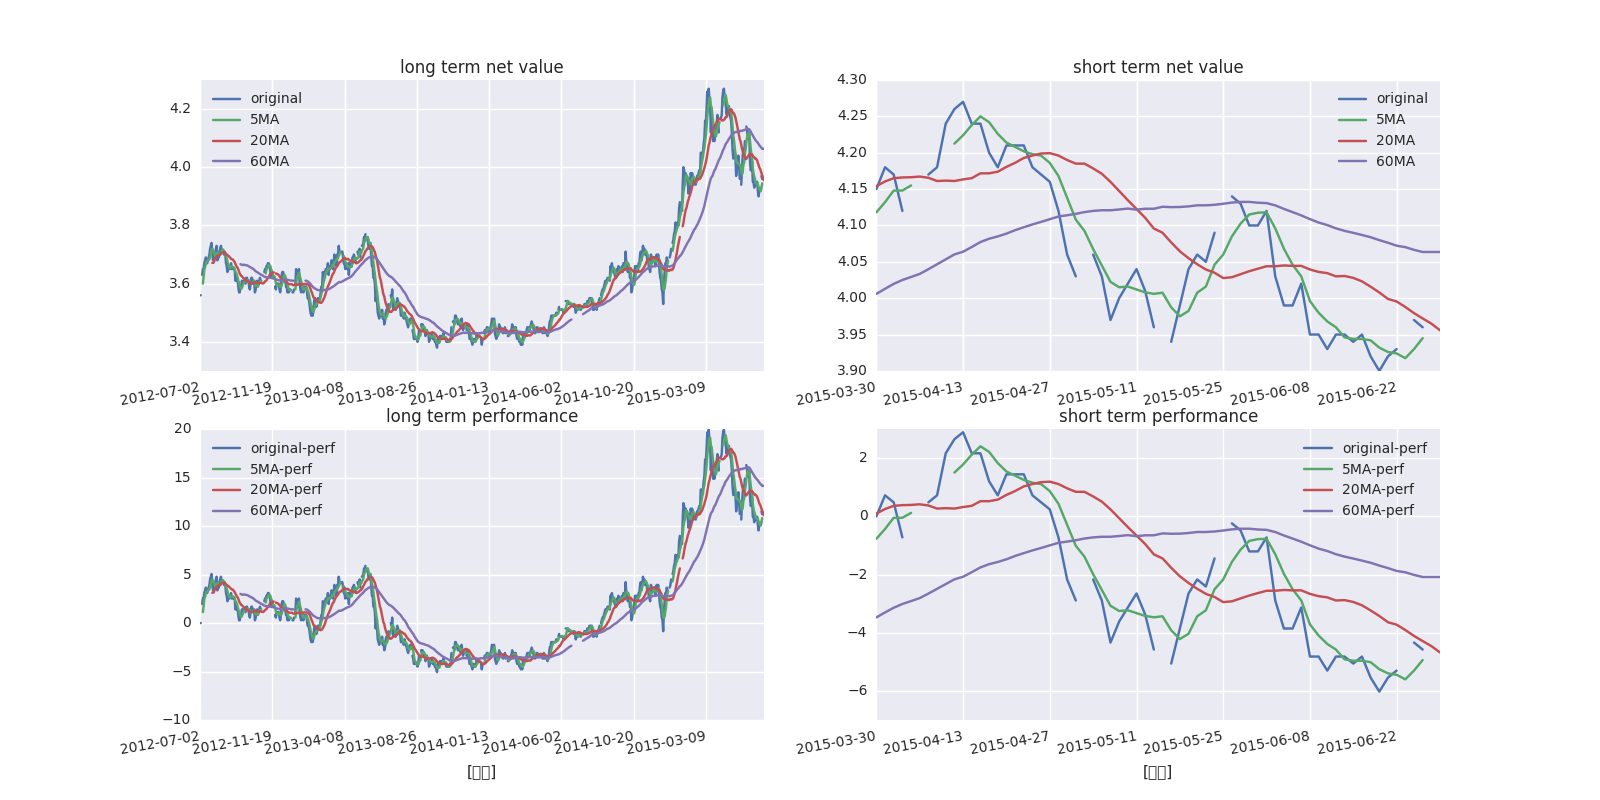 long term net value
original
5MA
20MA
60MA
4.2
4.0
3.8
3.6
3.4
2012-07-02
2012-11-19
2013-04-08
2013-08-26
2014-01-13
2014-06-02
2014-10-20
2015-03-09
short term net value
original
5MA
20MA
60MA
4.30
4.25
4.20
4.15
4.10
4.05
4.00
3.95
3.90
2015-03-30
2015-04-13
2015-04-27
2015-05-11
2015-05-25
2015-06-08
2015-06-22
long term performance
original-perf
5MA-perf
20MA-perf
60MA-perf
20
15
10
5
0
−5
−10
2012-07-02
2012-11-19
2013-04-08
2013-08-26
2014-01-13
2014-06-02
2014-10-20
2015-03-09
[▯▯]
short term performance
original-perf
5MA-perf
20MA-perf
60MA-perf
2
0
−2
−4
−6
2015-03-30
2015-04-13
2015-04-27
2015-05-11
2015-05-25
2015-06-08
2015-06-22
[▯▯]